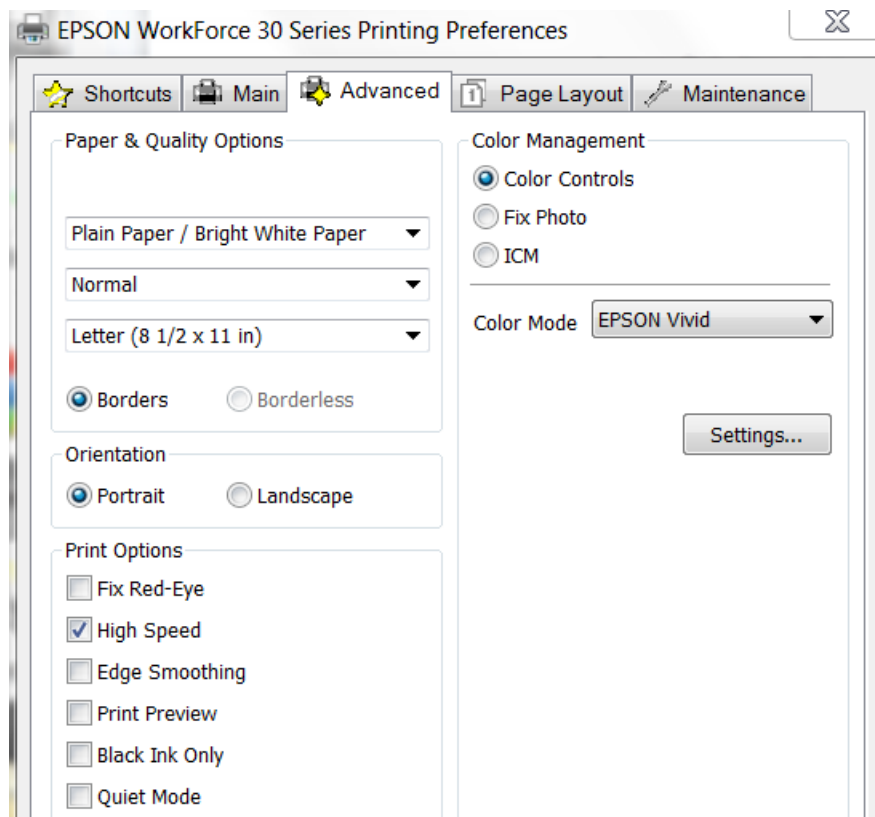 EPSON WorkForce 30 Series Printing Preferences
Shortcuts
Main
Advanced
Page Layout
Maintenance
Paper & Quality Options
Plain Paper / Bright White Paper
Normal
Letter (8 1/2 x 11 in)
Borders
Borderless
Orientation
Portrait
Landscape
Print Options
Fix Red-Eye
High Speed
Edge Smoothing
Print Preview
Black Ink Only
Quiet Mode
Color Management
Color Controls
Fix Photo
ICM
Color Mode EPSON Vivid
Settings...